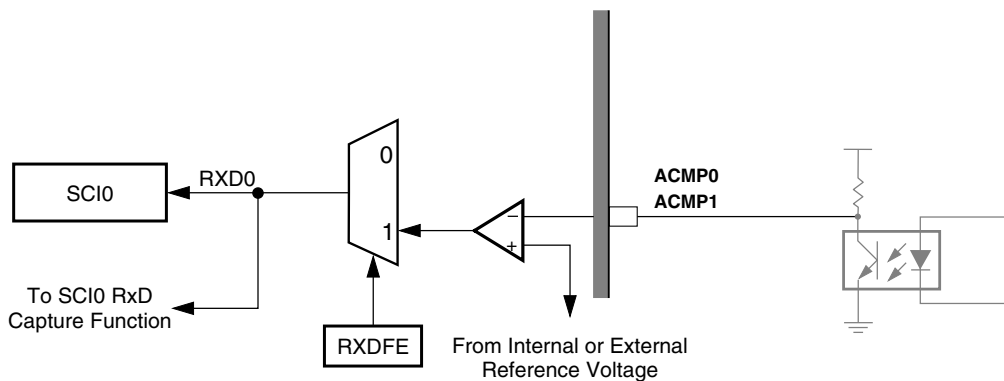 0
ACMP0
RXD0
SCI0
ACMP1
1
−
+
To SCI0 RxD
Capture Function
RXDFE
From Internal or External
Reference Voltage